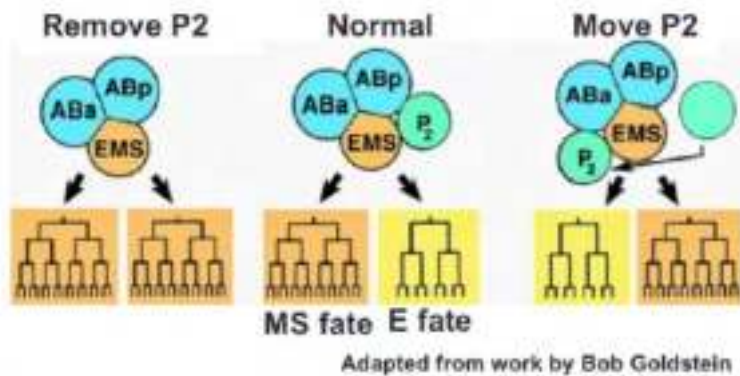 Remove P2
Normal
Move P2
ABa
ABp
EMS
ABa
ABp
P2
EMS
ABa
ABp
EMS
P2
MS fate
E fate
Adapted from work by Bob Goldstein